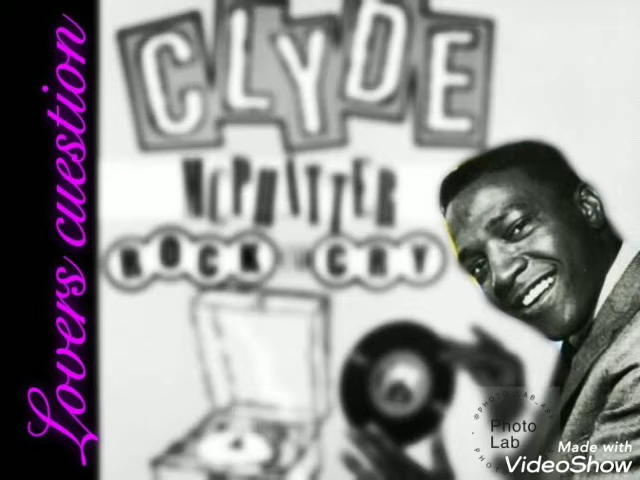 Lovers cuestion
CLYDE
MCPHATTER
ROCK CRY
Photo
Lab
Made with
VideoShow